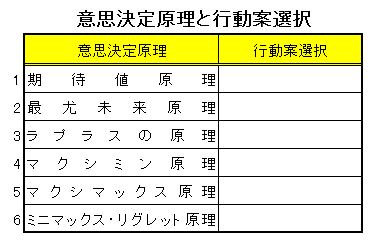 意思決定原理と行動案選択
意思決定原理 行動案選択
1 期待値原理
2 最尤未来原理
3 ラプラスの原理
4 マクシミン原理
5 マクシマックス原理
6 ミニマックス・リグレット原理